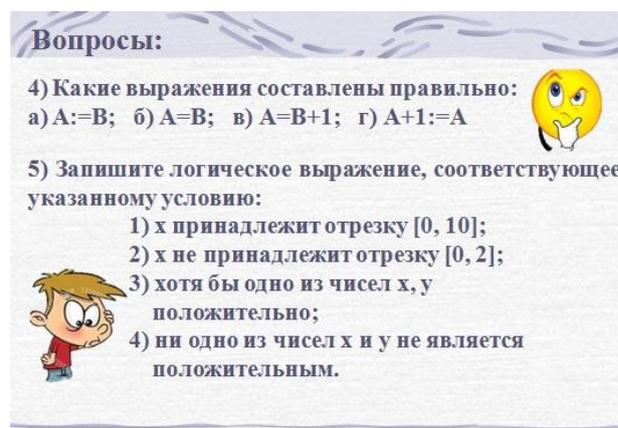 Вопросы:
4) Какие выражения составлены правильно:
а) А:=В; б) А=В; в) А=В+1; г) А+1:=А
5) Запишите логическое выражение, соответствующее
указанному условию:
1) х принадлежит отрезку [0, 10];
2) х не принадлежит отрезку [0, 2];
3) хотя бы одно из чисел х, у
положительно;
4) ни одно из чисел х и у не является
положительным.